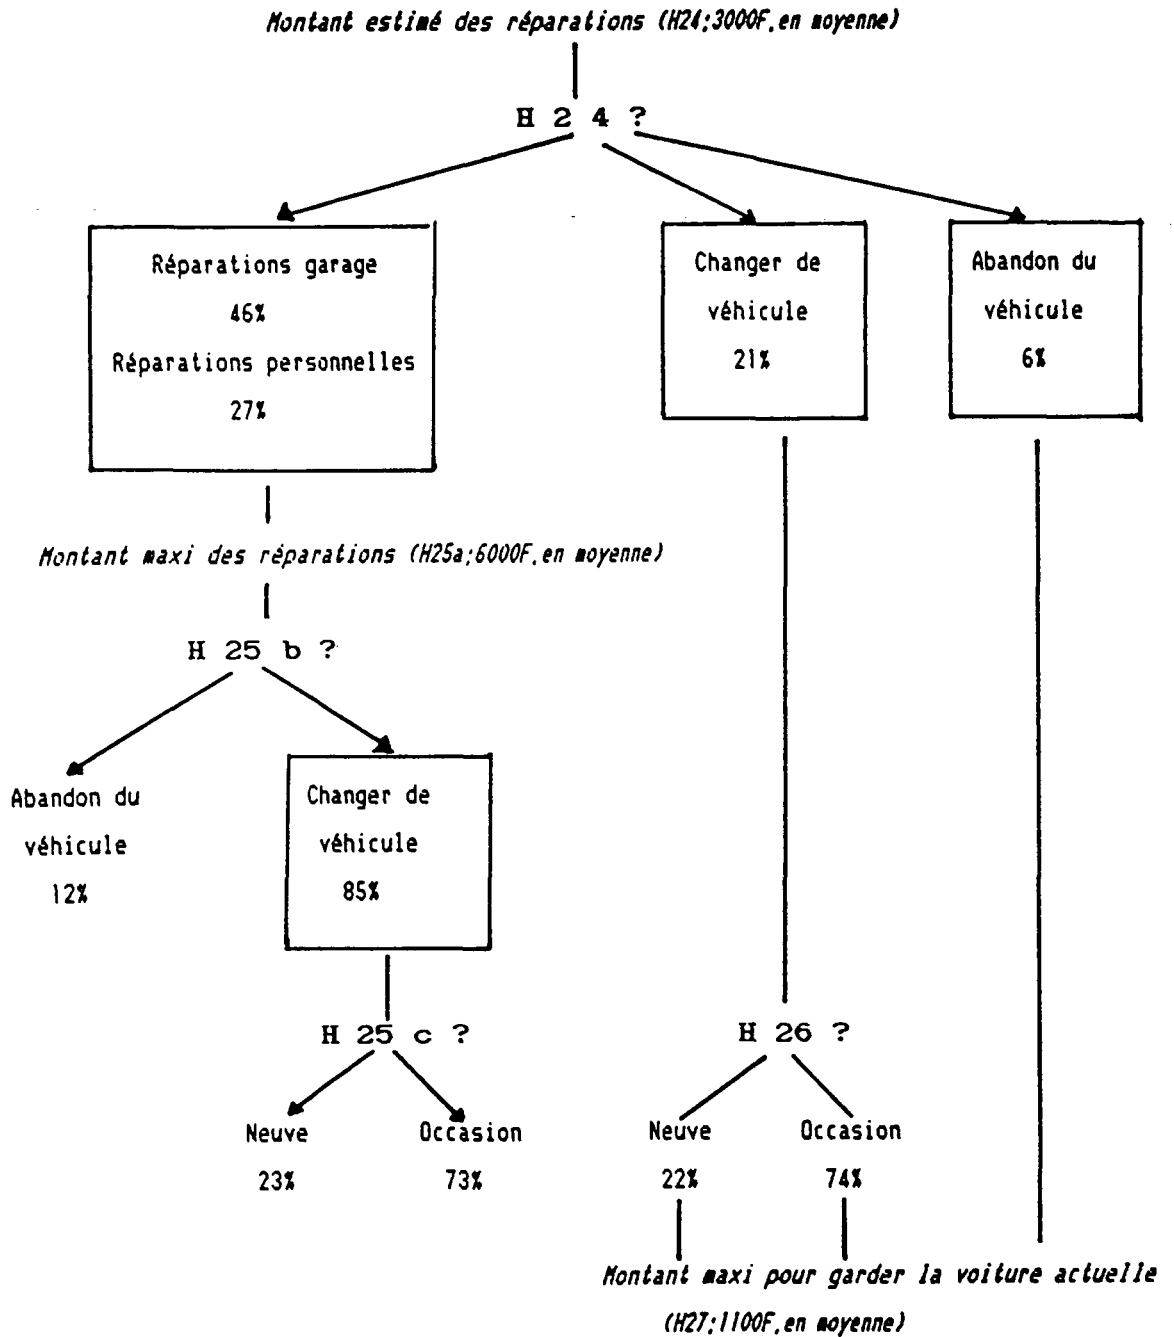 Montant estimé des réparations (H24;3000F,en moyenne)
H 2 4 ?
Réparations garage
46%
Réparations personnelles
27%
Changer de
véhicule
21%
Abandon du
véhicule
6%
Montant maxi des réparations (H25a;6000F,en moyenne)
H 25 b ?
Abandon du
véhicule
12%
Changer de
véhicule
85%
H 25 c ?
Neuve
23%
Occasion
73%
H 26 ?
Neuve
22%
Occasion
74%
Montant maxi pour garder la voiture actuelle
(H27;1100F,en moyenne)